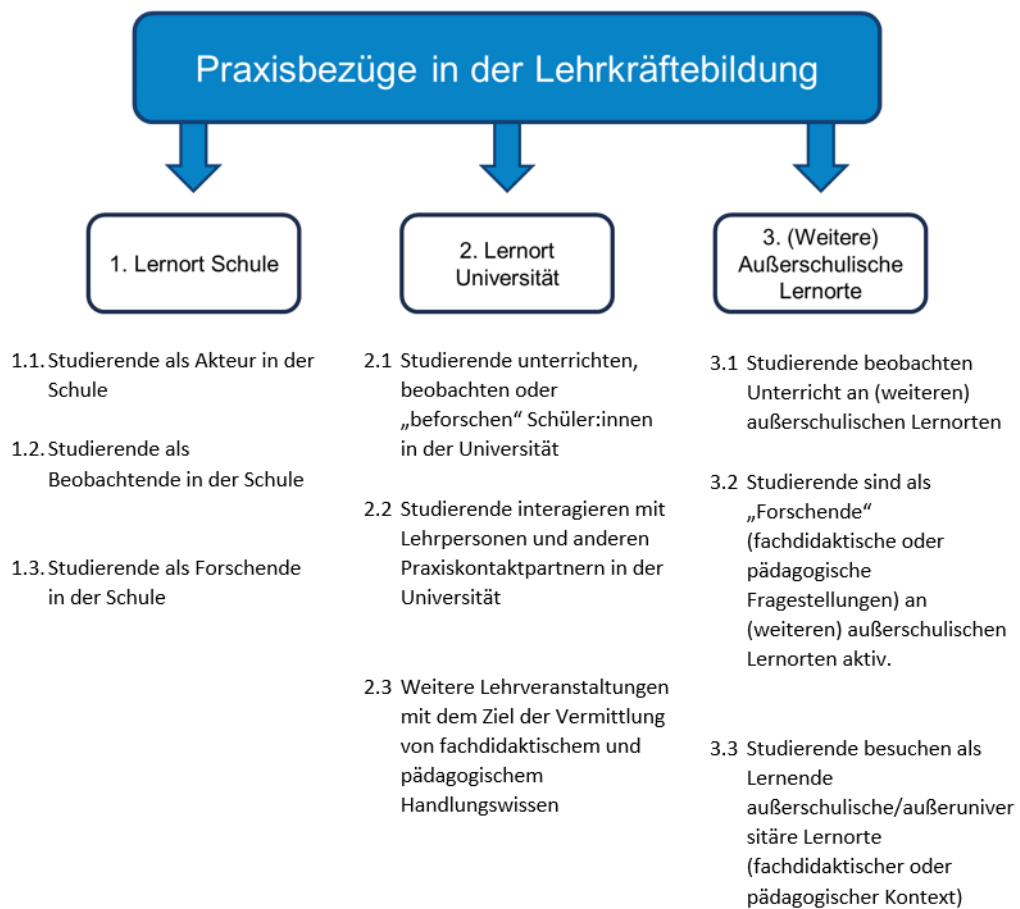 Praxisbezüge in der Lehrkräftebildung
1. Lernort Schule
2. Lernort
Universität
3. (Weitere)
Außerschulische
Lernorte
1.1. Studierende als Akteur in der
Schule
1.2. Studierende als
Beobachtende in der Schule
1.3. Studierende als Forschende
in der Schule
2.1 Studierende unterrichten,
beobachten oder
„beforschen“ Schüler:innen
in der Universität
2.2 Studierende interagieren mit
Lehrpersonen und anderen
Praxiskontaktpartnern in der
Universität
2.3 Weitere Lehrveranstaltungen
mit dem Ziel der Vermittlung
von fachdidaktischem und
pädagogischem
Handlungswissen
3.1 Studierende beobachten
Unterricht an (weiteren)
außerschulischen Lernorten
3.2 Studierende sind als
„Forschende“
(fachdidaktische oder
pädagogische
Fragestellungen) an
(weiteren) außerschulischen
Lernorten aktiv.
3.3 Studierende besuchen als
Lernende
außerschulische/außeruniver
sitäre Lernorte
(fachdidaktischer oder
pädagogischer Kontext)